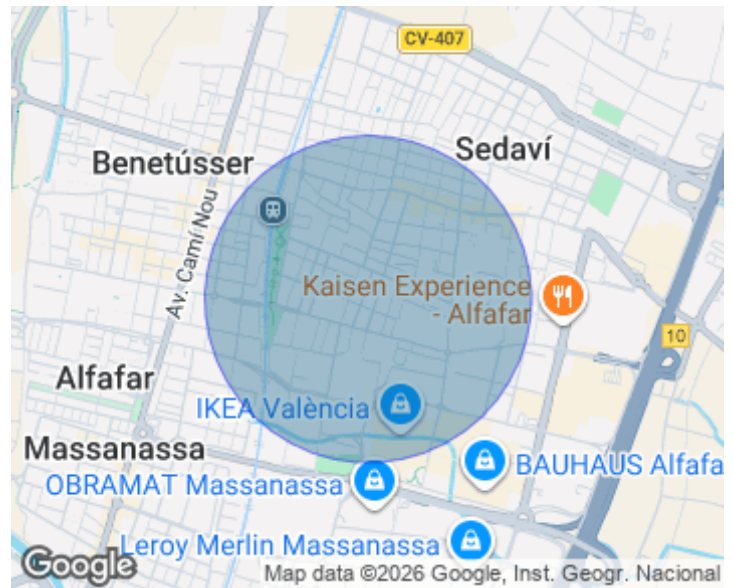 CV-407
Sedaví
Benetússer
Av. Camí Nou
Kaisen Experience
- Alfafar
10
Alfafar
IKEA València
Massanassa
BAUHAUS Alfafa
OBRAMAT Massanassa
Leroy Merlin Massanassa
Google
Map data ©2026 Google, Inst. Geogr. Nacional